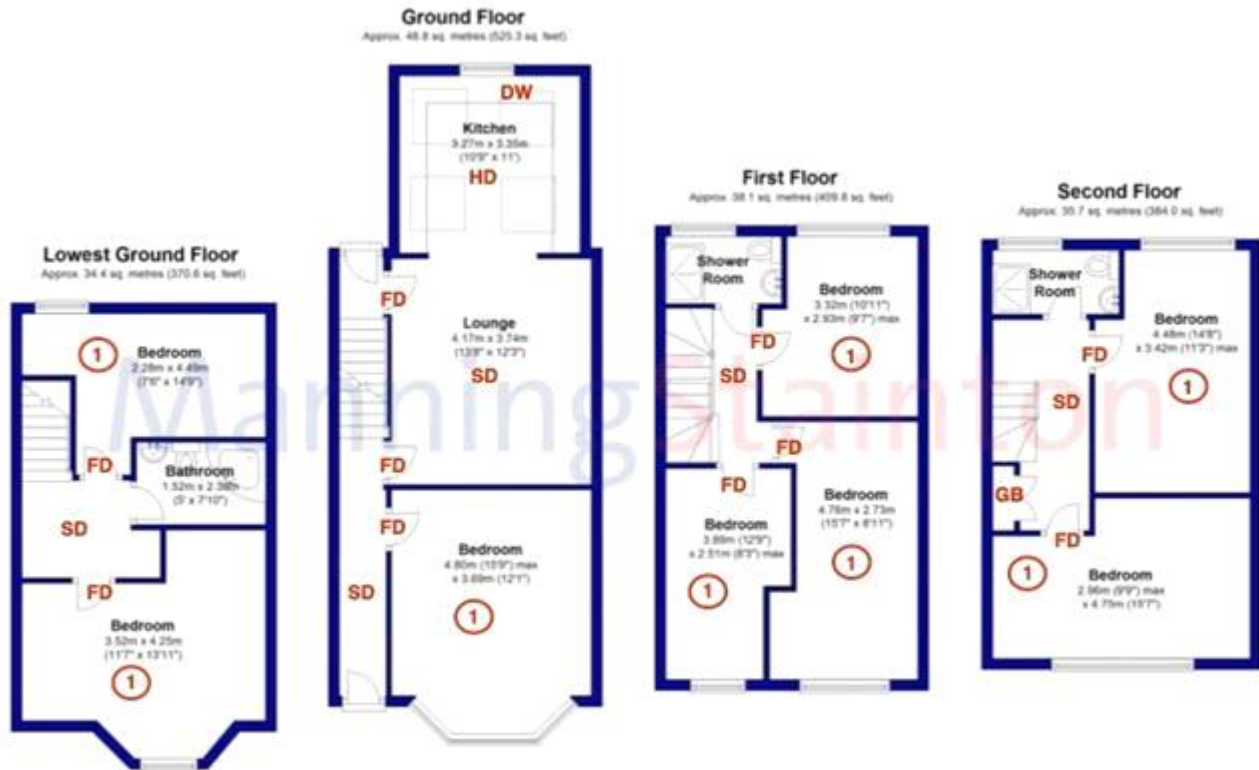 Lowest Ground Floor
Approx. 34.4 sq. metres (370.6 sq. feet)
1
Bedroom
2.28m x 4.49m
(7'6" x 14'9")
FD
Bathroom
1.52m x 2.38m
(5' x 7'10")
SD
FD
Bedroom
3.52m x 4.25m
(11'7" x 13'11")
1
Ground Floor
Approx. 48.8 sq. metres (525.3 sq. feet)
DW
Kitchen
3.27m x 3.35m
(10'9" x 11')
HD
FD
Lounge
4.17m x 3.74m
(13'8" x 12'3")
SD
FD
FD
Bedroom
4.80m (15'9") max
x 3.69m (12'1")
SD
1
First Floor
Approx. 38.1 sq. metres (409.8 sq. feet)
Shower
Room
Bedroom
3.32m (10'11")
x 2.93m (9'7") max
FD
1
SD
FD
FD
Bedroom
4.76m x 2.73m
(15'7" x 8'11")
Bedroom
3.89m (12'9")
x 2.51m (8'3") max
1
1
Second Floor
Approx. 35.7 sq. metres (384.0 sq. feet)
Shower
Room
Bedroom
4.48m (14'8")
x 3.42m (11'3") max
FD
1
SD
GB
FD
1
Bedroom
2.96m (9'9") max
x 4.75m (15'7")
ManningStainton